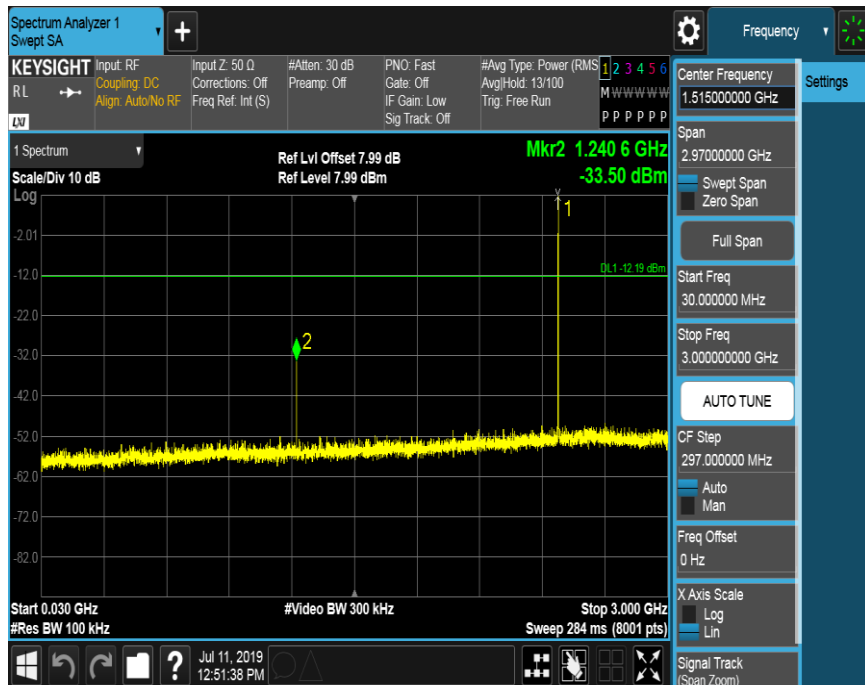 Spectrum Analyzer 1
Swept SA
+
Frequency
KEYSIGHT
RL
LXI
Input: RF
Coupling: DC
Align: Auto/No RF
Input Z: 50 Ω
Corrections: Off
Freq Ref: Int (S)
#Atten: 30 dB
Preamp: Off
PNO: Fast
Gate: Off
IF Gain: Low
Sig Track: Off
#Avg Type: Power (RMS
Avg|Hold: 13/100
Trig: Free Run
1 2 3 4 5 6
M W W W W W
P P P P P P
1 Spectrum
Scale/Div 10 dB
Log
Ref Lvl Offset 7.99 dB
Ref Level 7.99 dBm
Mkr2 1.240 6 GHz
-33.50 dBm
1
-2.01
DL1 -12.19 dBm
-12.0
-22.0
2
-32.0
-42.0
-52.0
-62.0
-72.0
-82.0
Start 0.030 GHz
#Res BW 100 kHz
#Video BW 300 kHz
Stop 3.000 GHz
Sweep 284 ms (8001 pts)
?
Jul 11, 2019
12:51:38 PM
Center Frequency
1.515000000 GHz
Span
2.97000000 GHz
Swept Span
Zero Span
Full Span
Start Freq
30.000000 MHz
Stop Freq
3.000000000 GHz
AUTO TUNE
CF Step
297.000000 MHz
Auto
Man
Freq Offset
0 Hz
X Axis Scale
Log
Lin
Signal Track
(Span Zoom)
Settings